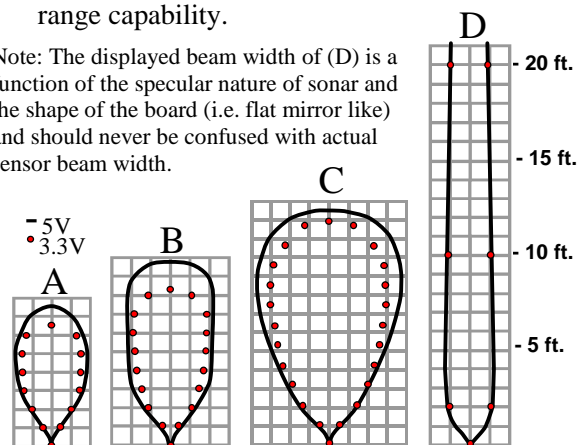 range capability.
Note: The displayed beam width of (D) is a
function of the specular nature of sonar and
the shape of the board (i.e. flat mirror like)
and should never be confused with actual
sensor beam width.
5V
3.3V
A
B
C
D
- 20 ft.
- 15 ft.
- 10 ft.
- 5 ft.